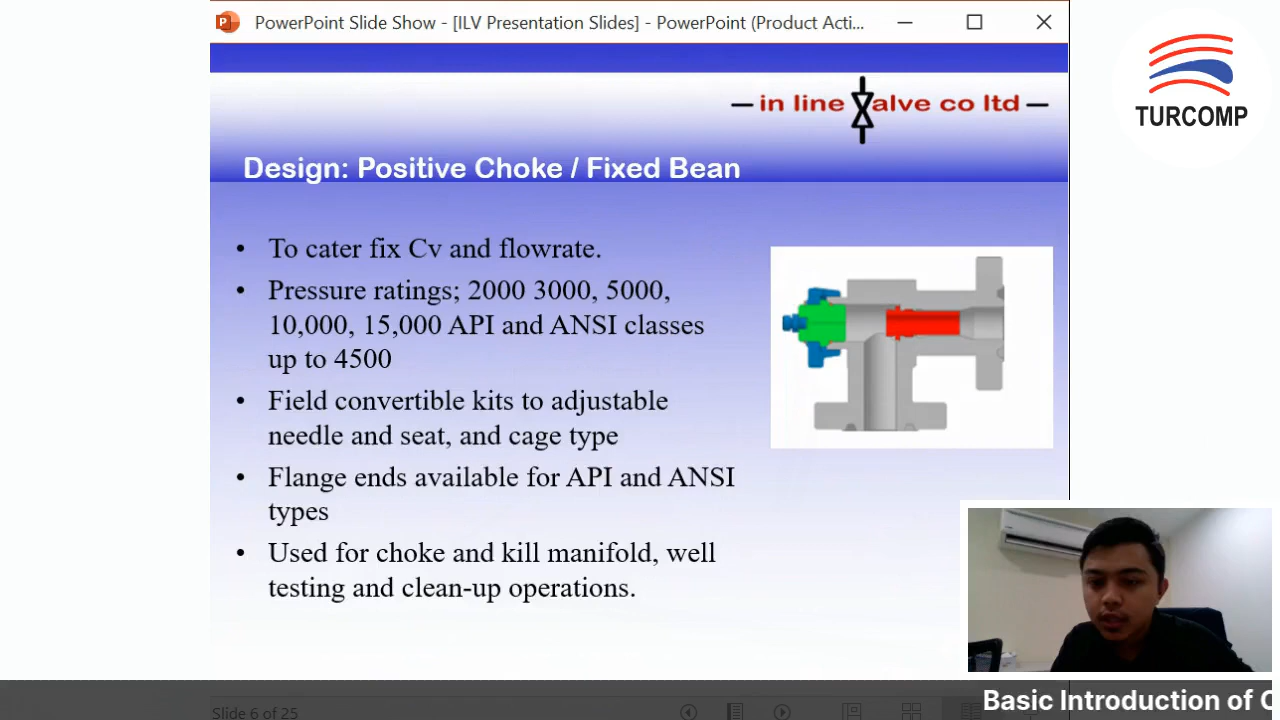 PowerPoint Slide Show - [ILV Presentation Slides] - PowerPoint (Product Acti...
TURCOMP
in line valve co ltd
Design: Positive Choke / Fixed Bean
• To cater fix Cv and flowrate.
• Pressure ratings; 2000 3000, 5000,
10,000, 15,000 API and ANSI classes
up to 4500
• Field convertible kits to adjustable
needle and seat, and cage type
• Flange ends available for API and ANSI
types
• Used for choke and kill manifold, well
testing and clean-up operations.
Basic Introduction of C
Slide 6 of 25